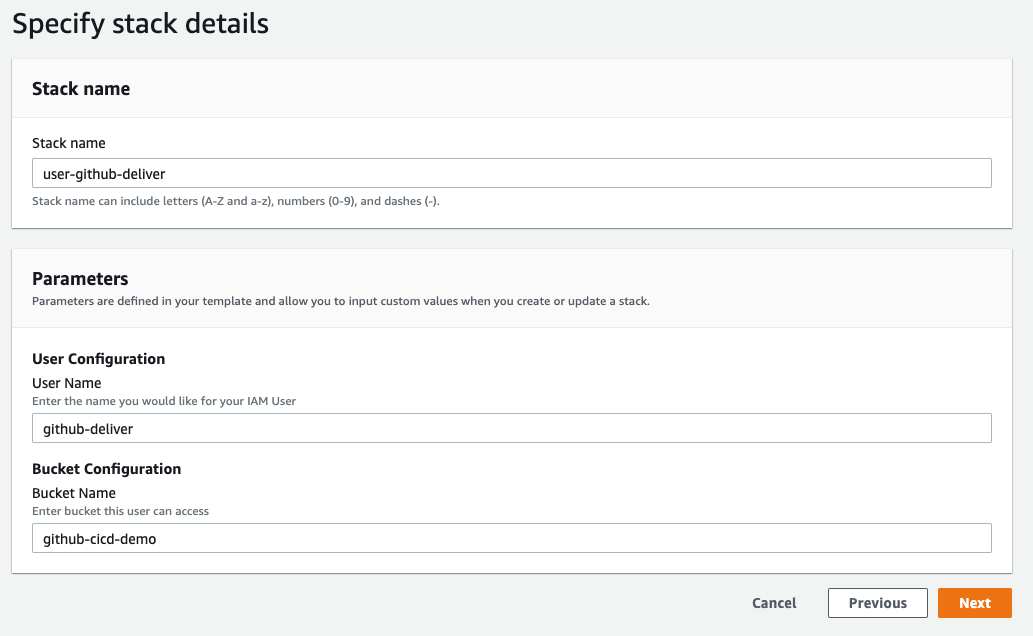 Specify stack details
Stack name
Stack name
user-github-deliver
Stack name can include letters (A-Z and a-z), numbers (0-9), and dashes (-).
Parameters
Parameters are defined in your template and allow you to input custom values when you create or update a stack.
User Configuration
User Name
Enter the name you would like for your IAM User
github-deliver
Bucket Configuration
Bucket Name
Enter bucket this user can access
github-cicd-demo
Cancel Previous Next